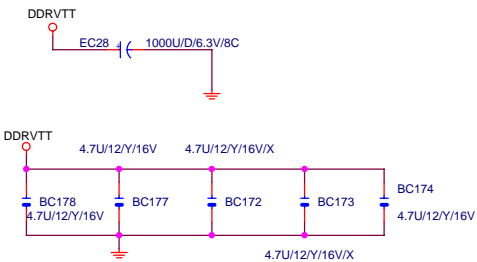 DDRVTT
EC28
1000U/D/6.3V/8C
DDRVTT
4.7U/12/Y/16V
4.7U/12/Y/16V/X
BC178
4.7U/12/Y/16V
BC177
BC172
BC173
BC174
4.7U/12/Y/16V
4.7U/12/Y/16V/X